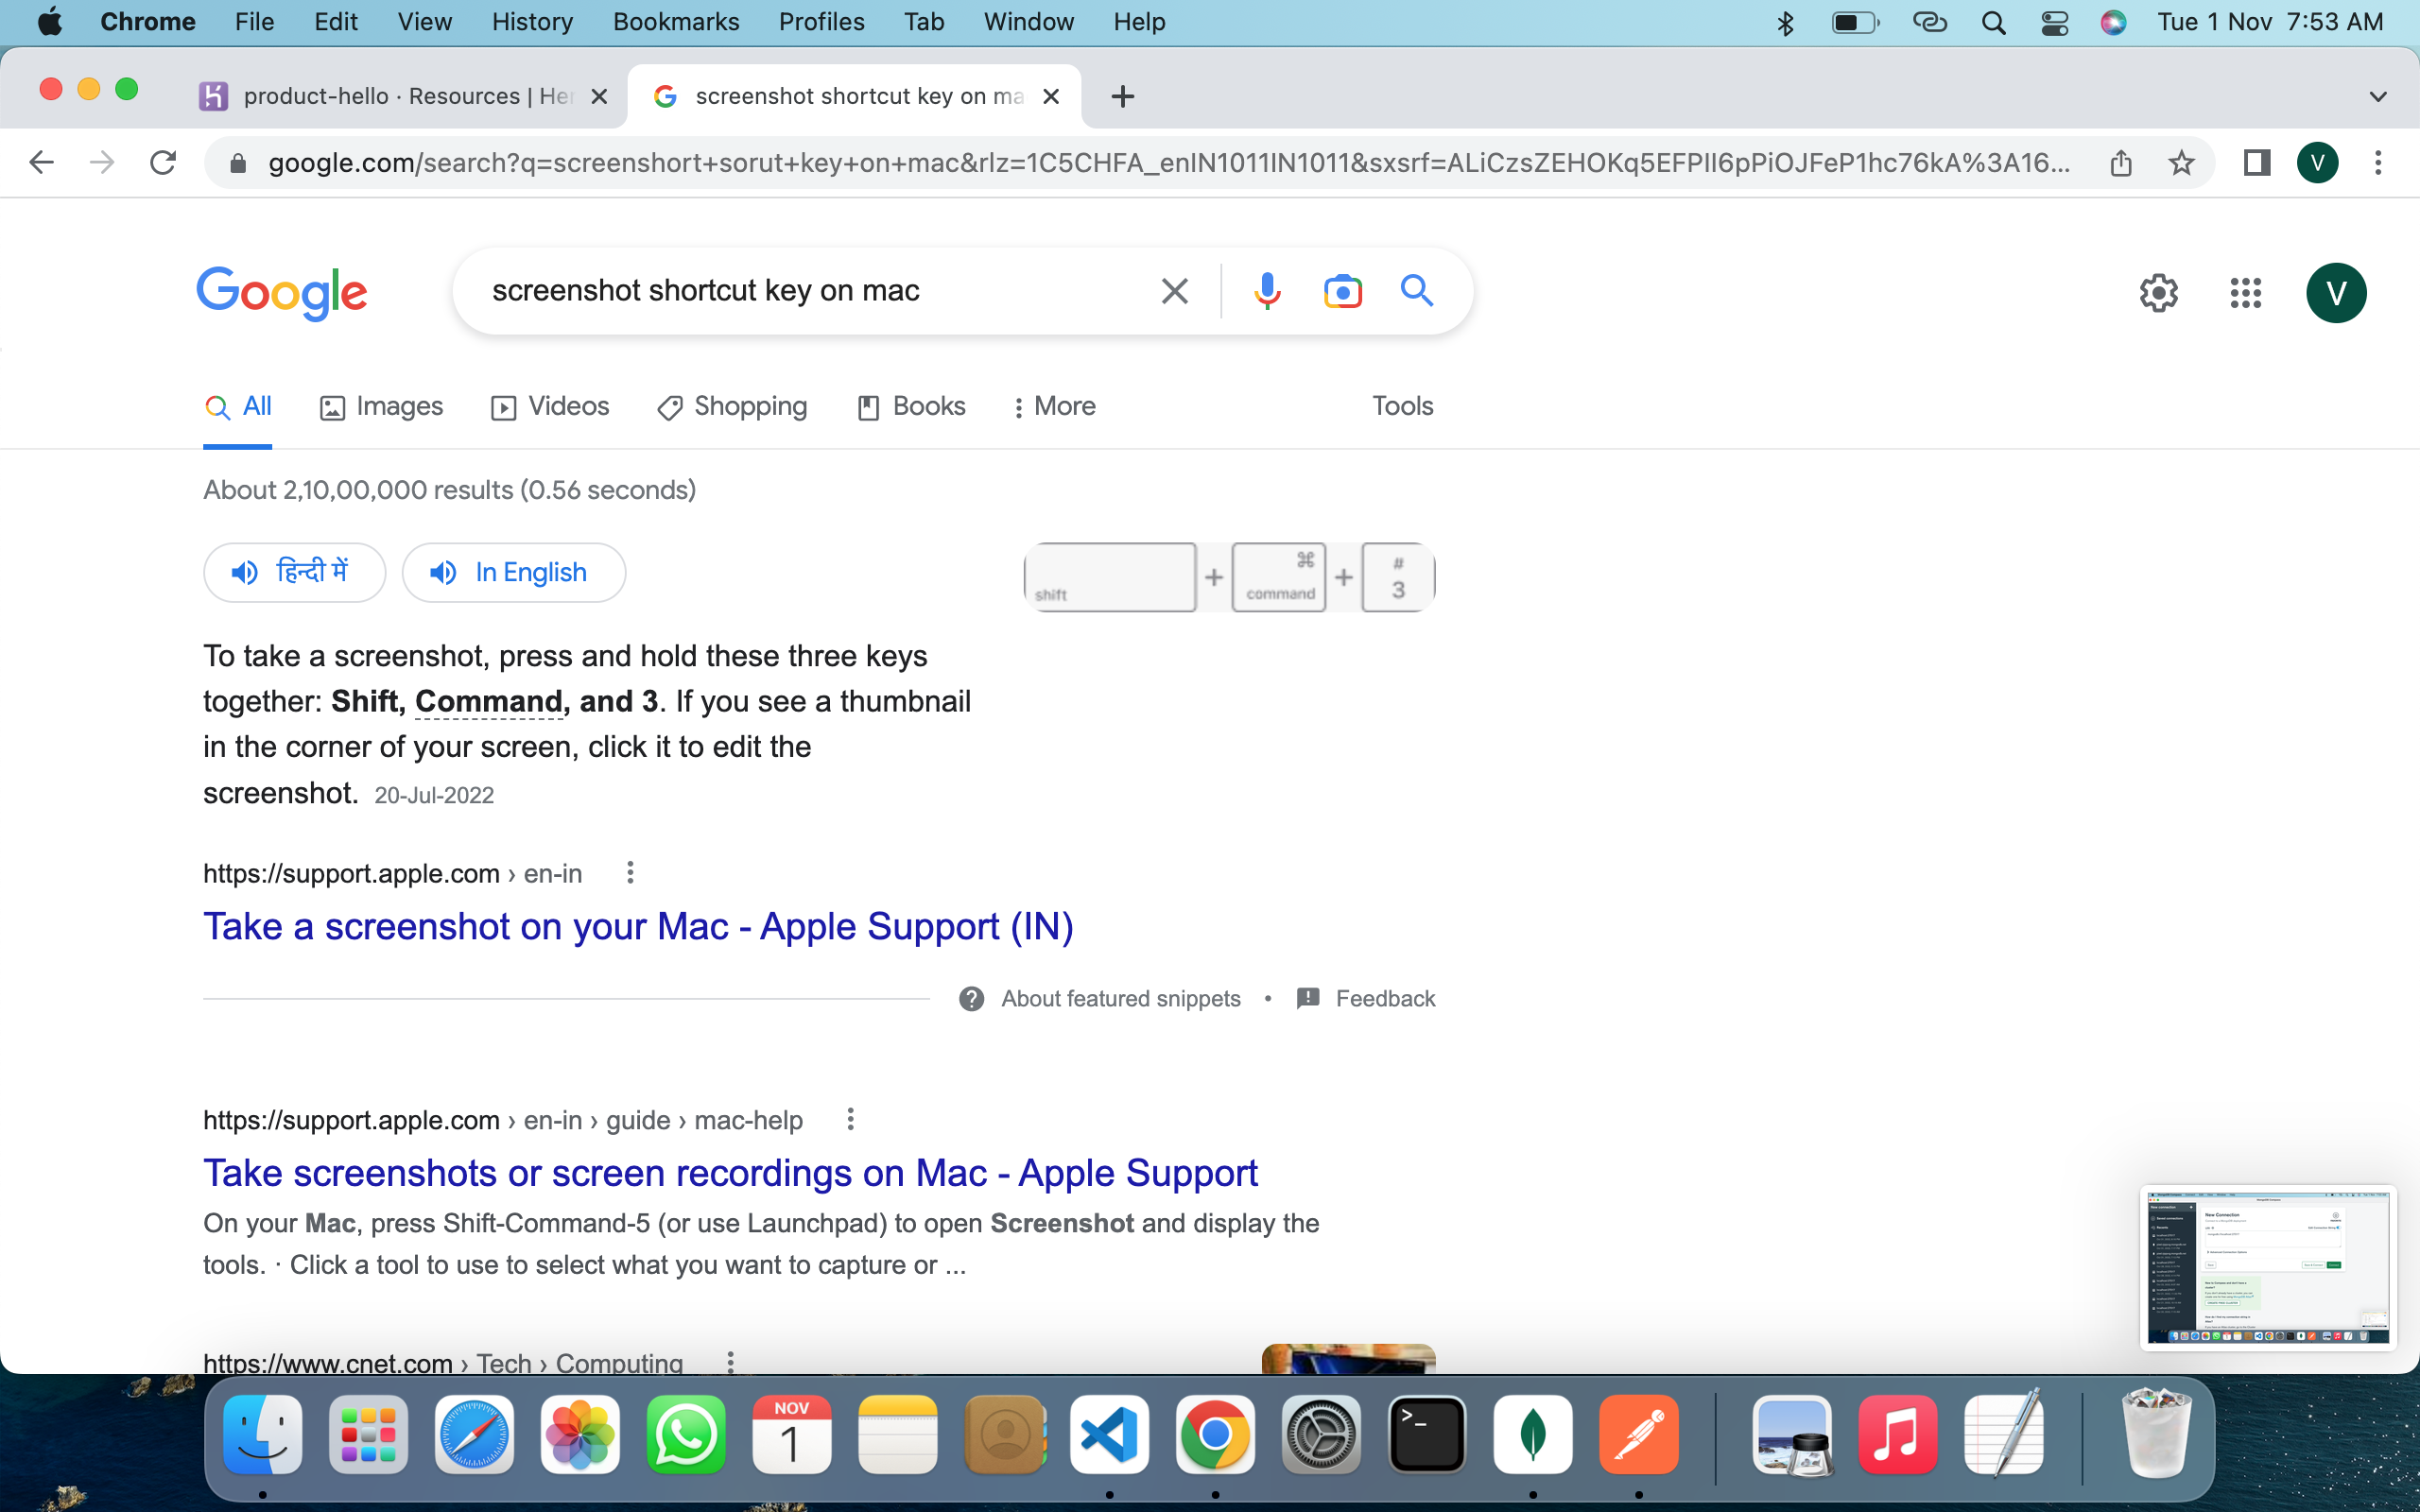 Chrome File Edit View History Bookmarks Profiles Tab Window Help Tue 1 Nov 7:53 AM
product-hello · Resources | Her screenshot shortcut key on ma
google.com/search?q=screenshort+sorut+key+on+mac&rlz=1C5CHFA_enIN1011IN1011&sxsrf=ALiCzsZEHOKq5EFPIl6pPiOJFeP1hc76kA%3A16... V
Google screenshot shortcut key on mac V
All Images Videos Shopping Books More Tools
About 2,10,00,000 results (0.56 seconds)
हिन्दी में In English
shift + ⌘ command + # 3
To take a screenshot, press and hold these three keys
together: Shift, Command, and 3. If you see a thumbnail
in the corner of your screen, click it to edit the
screenshot. 20-Jul-2022
https://support.apple.com › en-in
Take a screenshot on your Mac - Apple Support (IN)
About featured snippets • Feedback
https://support.apple.com › en-in › guide › mac-help
Take screenshots or screen recordings on Mac - Apple Support
On your Mac, press Shift-Command-5 (or use Launchpad) to open Screenshot and display the
tools. · Click a tool to use to select what you want to capture or ...
https://www.cnet.com › Tech › Computing
New Connection
NOV
1